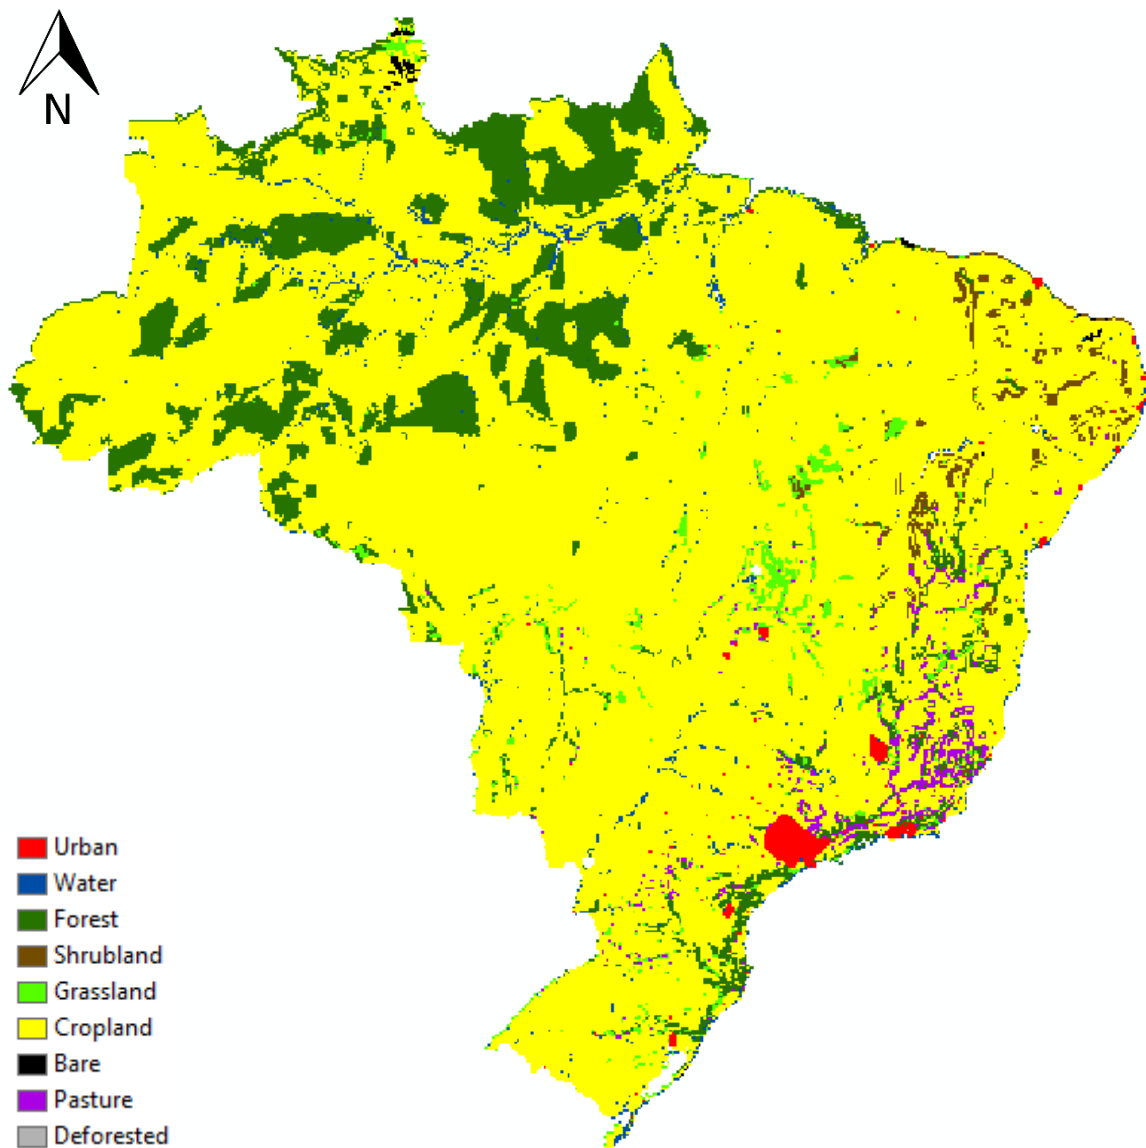 N
Urban
Water
Forest
Shrubland
Grassland
Cropland
Bare
Pasture
Deforested